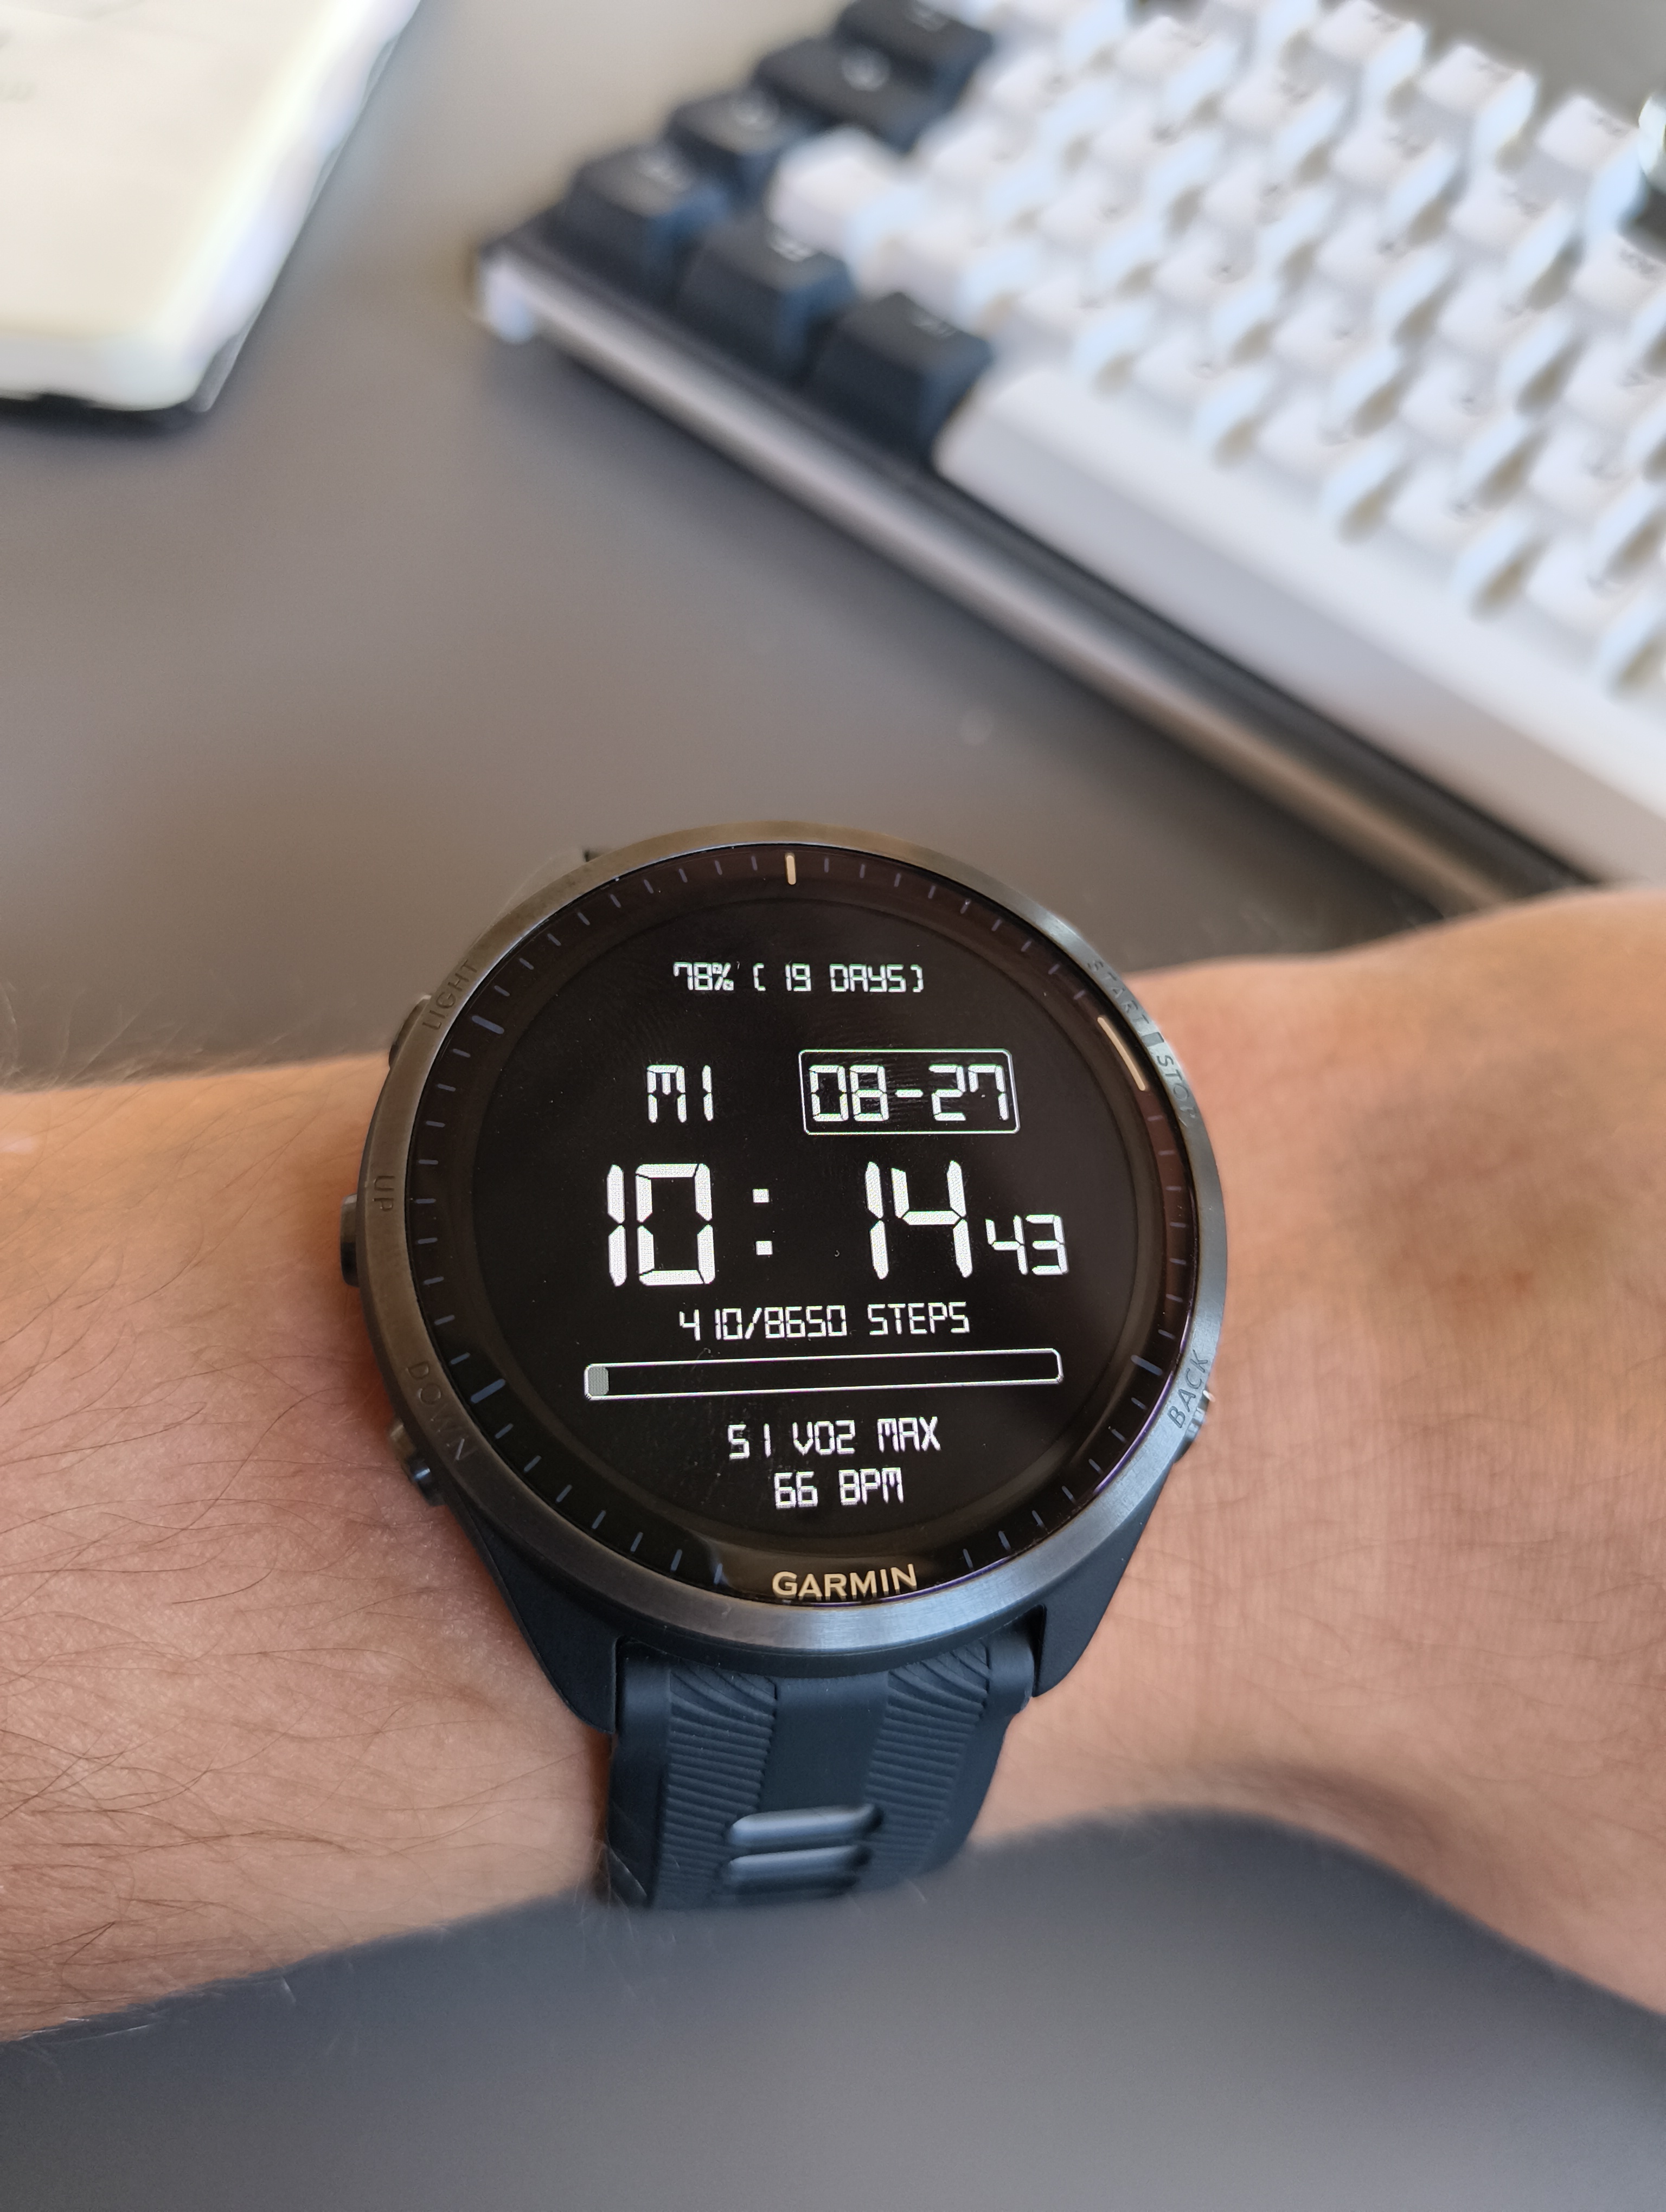 78% ( 19 DAYS)
MI 08-27
10:14 43
410/8650 STEPS
51 VO2 MAX
66 BPM
GARMIN
LIGHT
UP
DOWN
START STOP
BACK